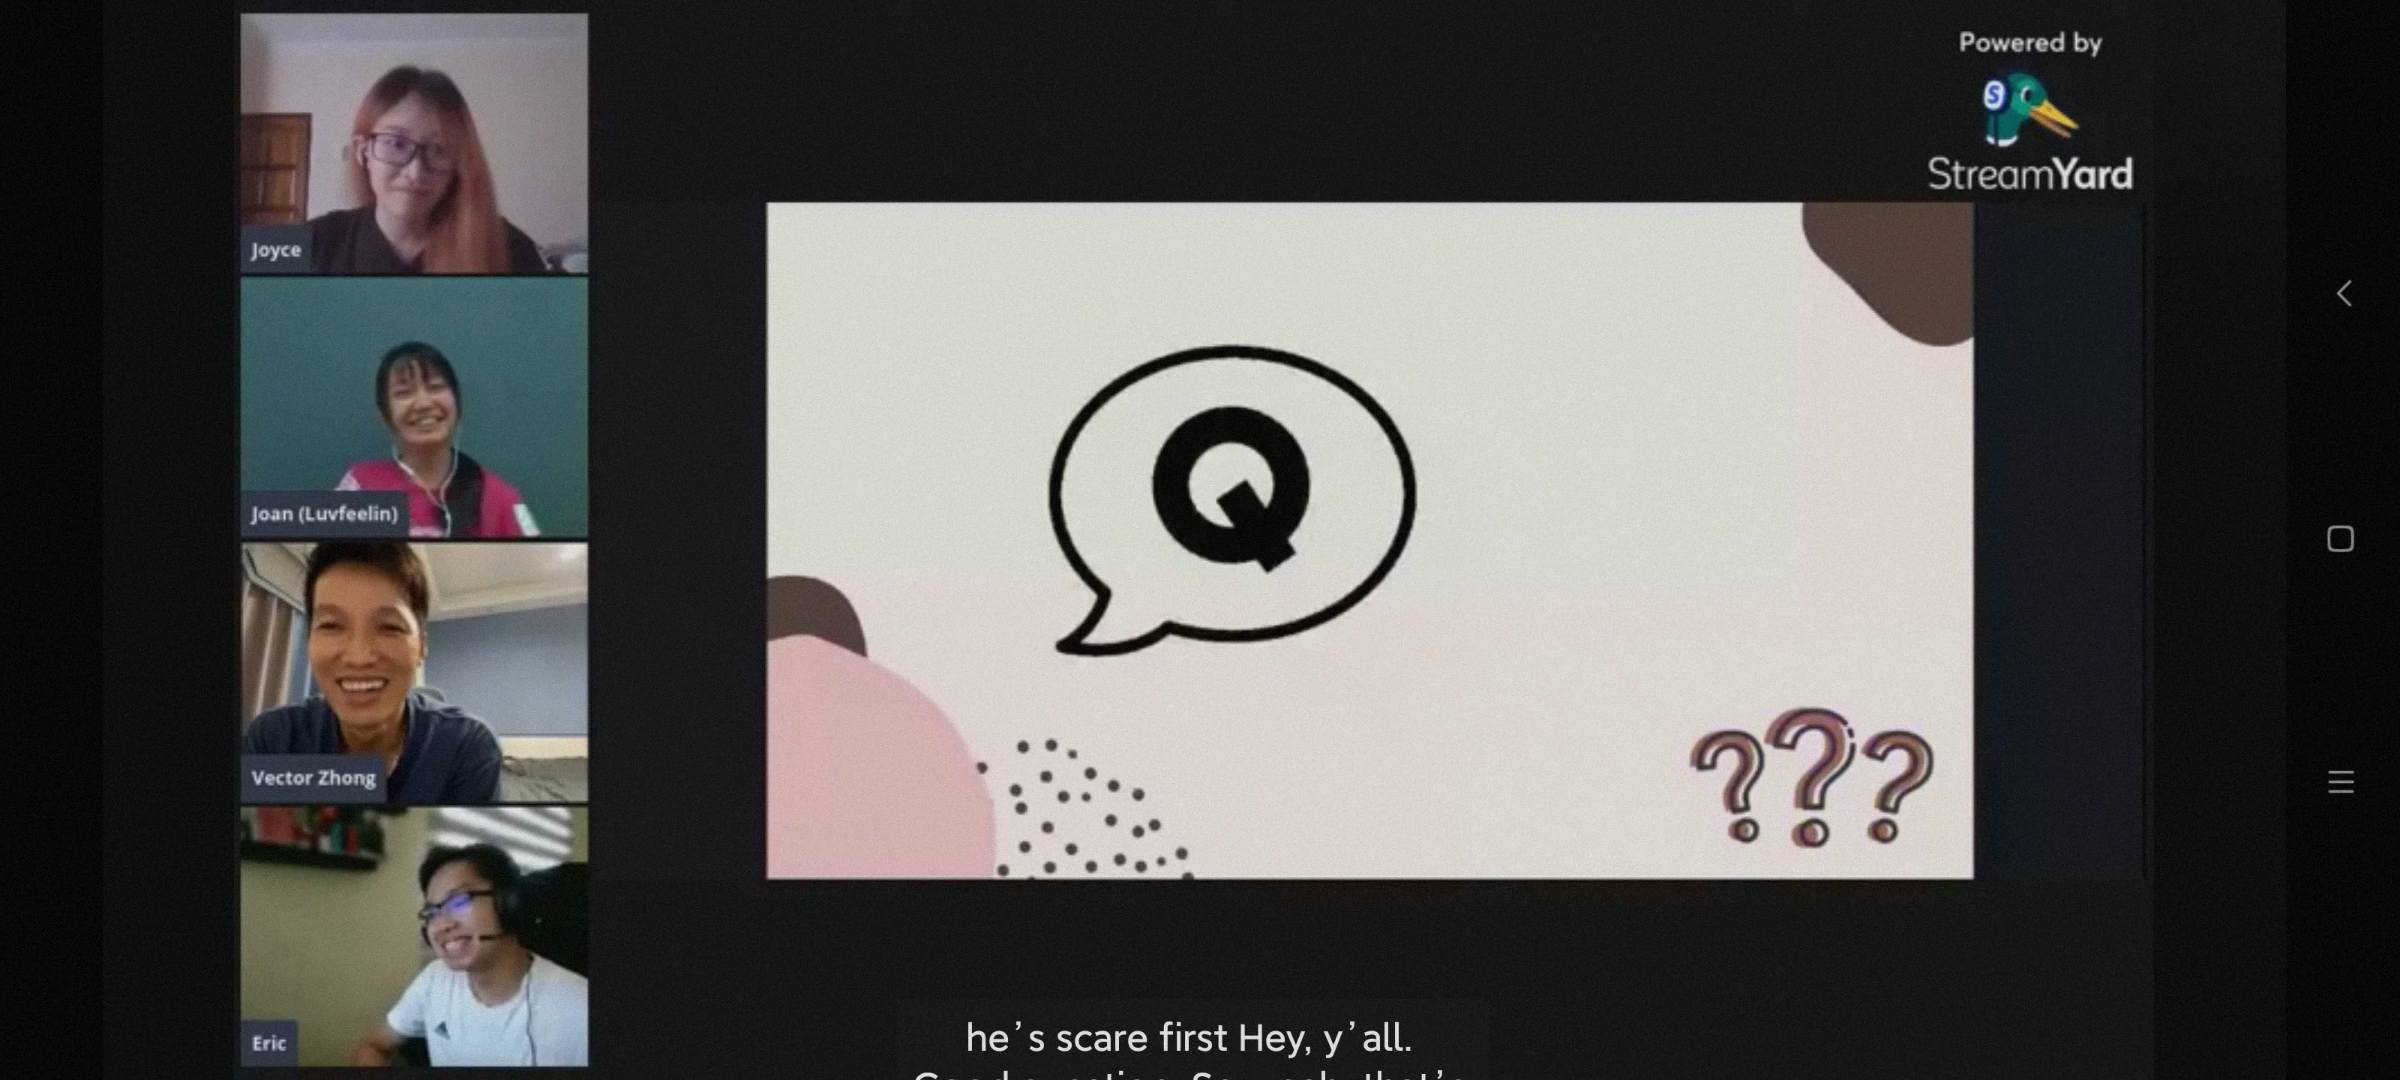 Powered by
S
StreamYard
Joyce
Joan (Luvfeelin)
Vector Zhong
Eric
Q
???
he's scare first Hey, y'all.